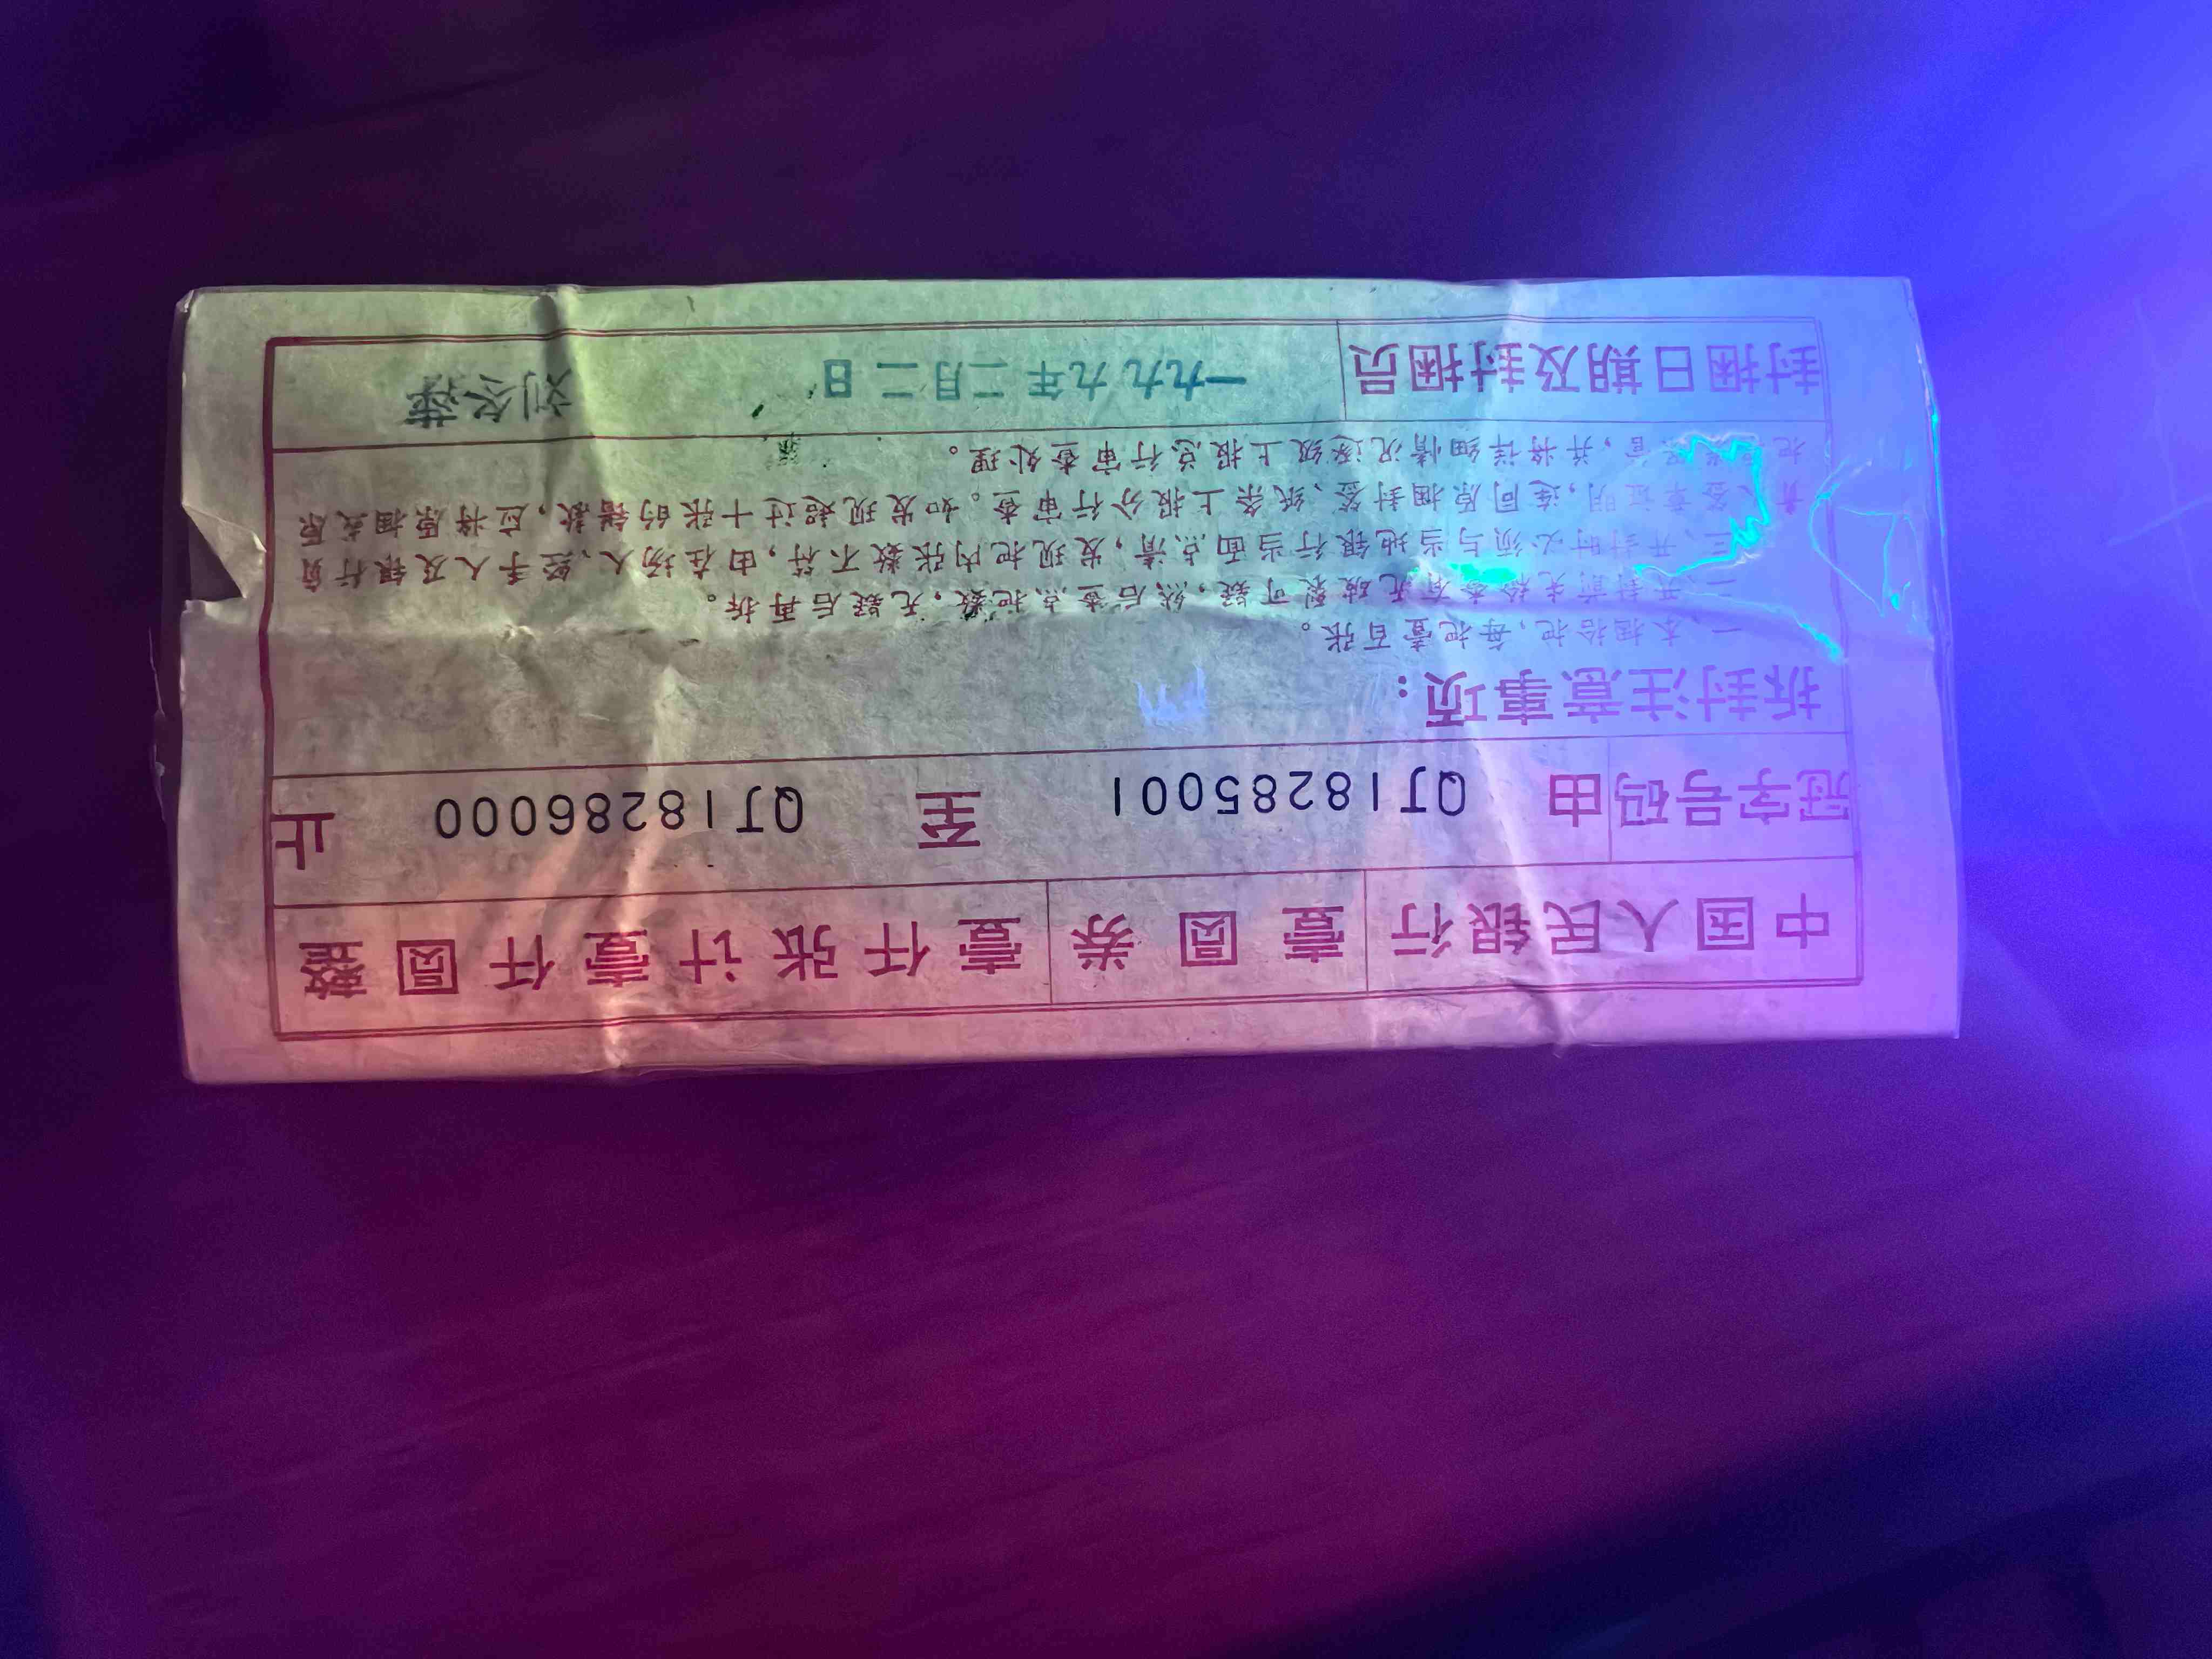 中国人民银行 壹圆券 壹仟张计壹仟圆整
冠字号码 由 QJ18285001 至 QJ18286000 止
拆封注意事项：
一、本捆拾把，每把壹百张。
二、开封前先检查有无破裂可疑，然后查点把数，无疑后再拆。
三、开封时必须与当地银行当面点清，发现把内张数不符，由在场人、经手人及银行负
责人签章证明，连同原捆封签、纸条上报分行审查。如发现超过十张的错款，应将原捆或原
把 管，并将详细情况逐级上报总行审查处理。
封捆日期及封捆员 一九九九年二月二日 刘冬